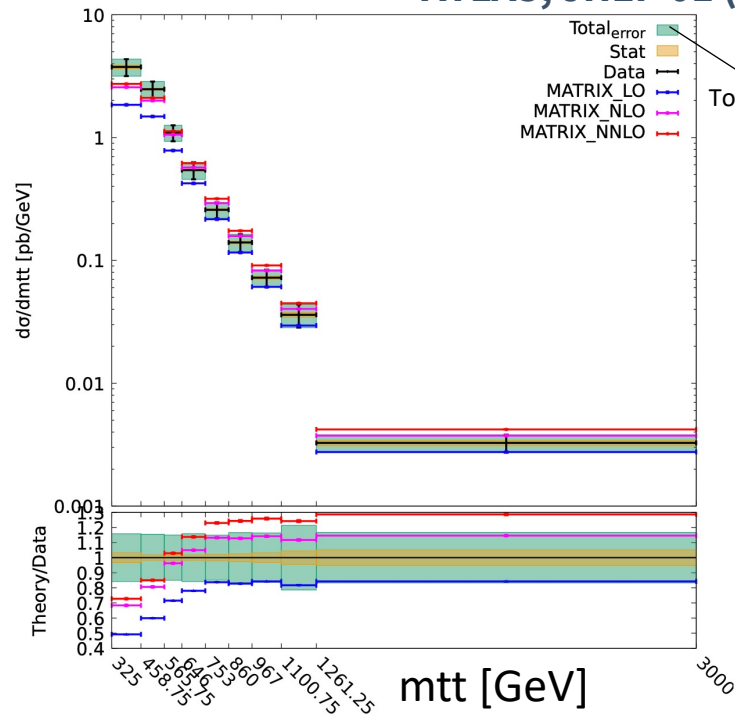 Total_error
Stat
Data
MATRIX_LO
MATRIX_NLO
MATRIX_NNLO
To
10
1
0.1
0.01
0.001
dσ/dmtt [pb/GeV]
1.3
1.2
1.1
1
0.9
0.8
0.7
0.6
0.5
0.4
Theory/Data
325
458.75
565.75
646
753
860
967
1100.75
1261.25
3000
mtt [GeV]